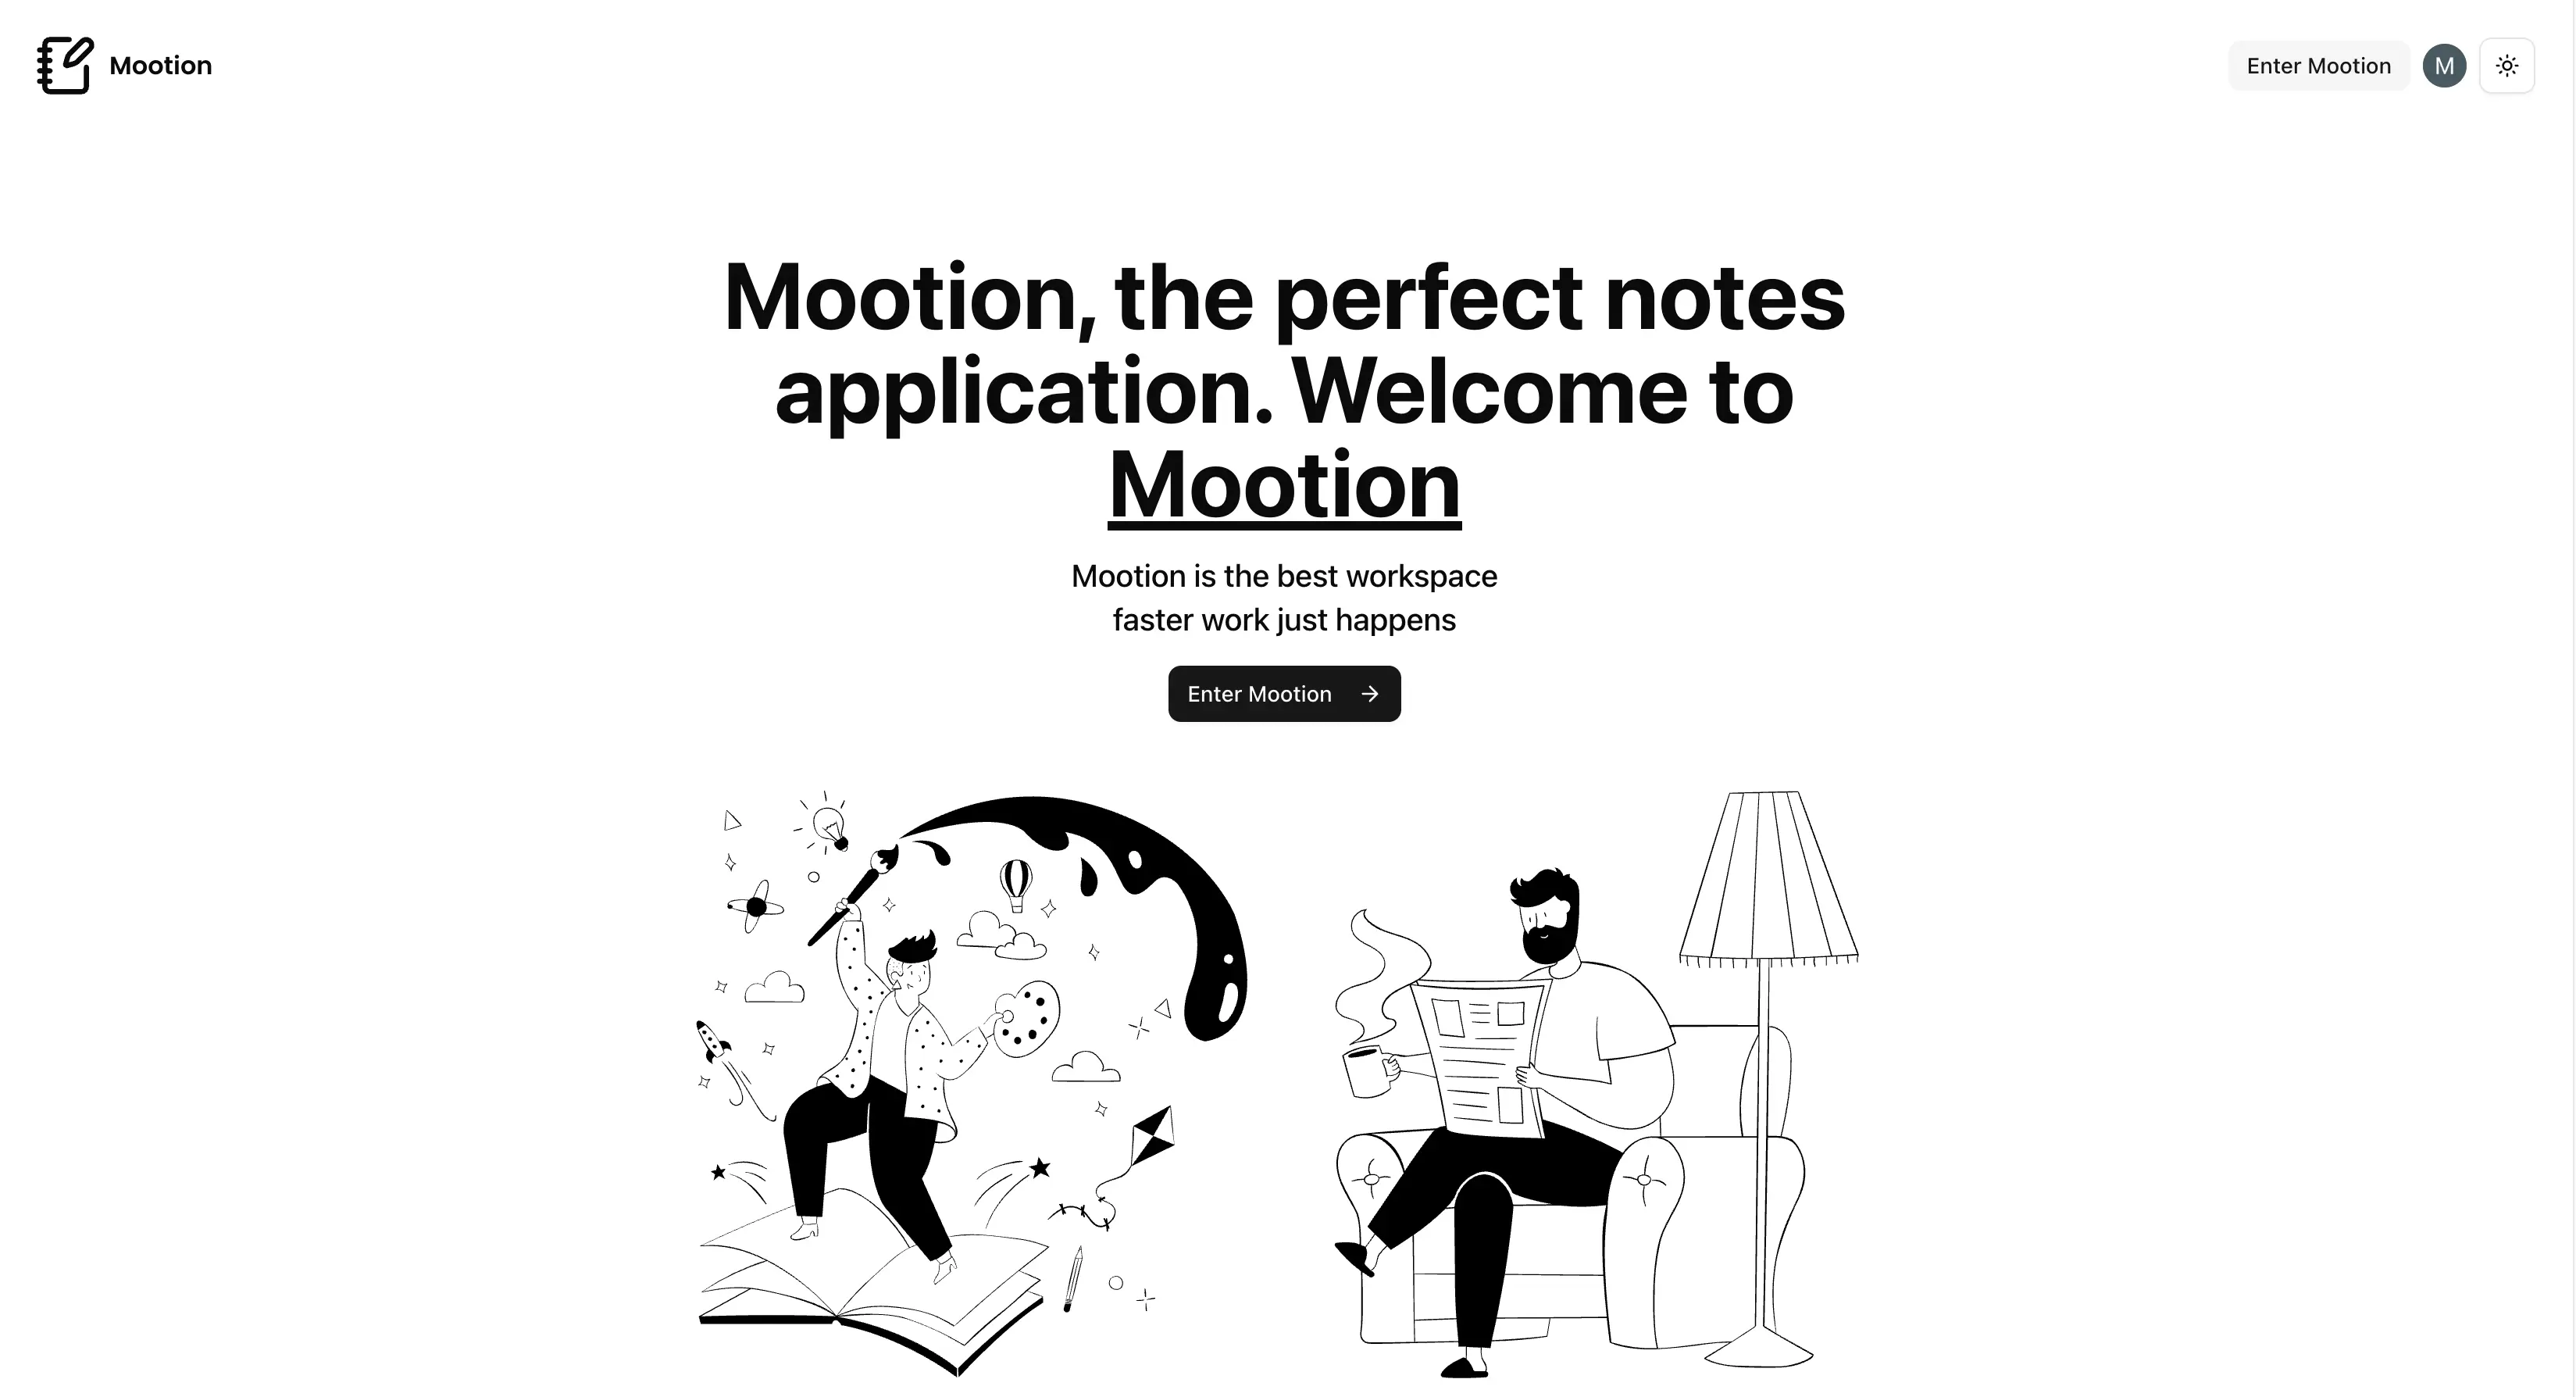 Mootion
Enter Mootion
M
Mootion, the perfect notes
application. Welcome to
Mootion
Mootion is the best workspace
faster work just happens
Enter Mootion